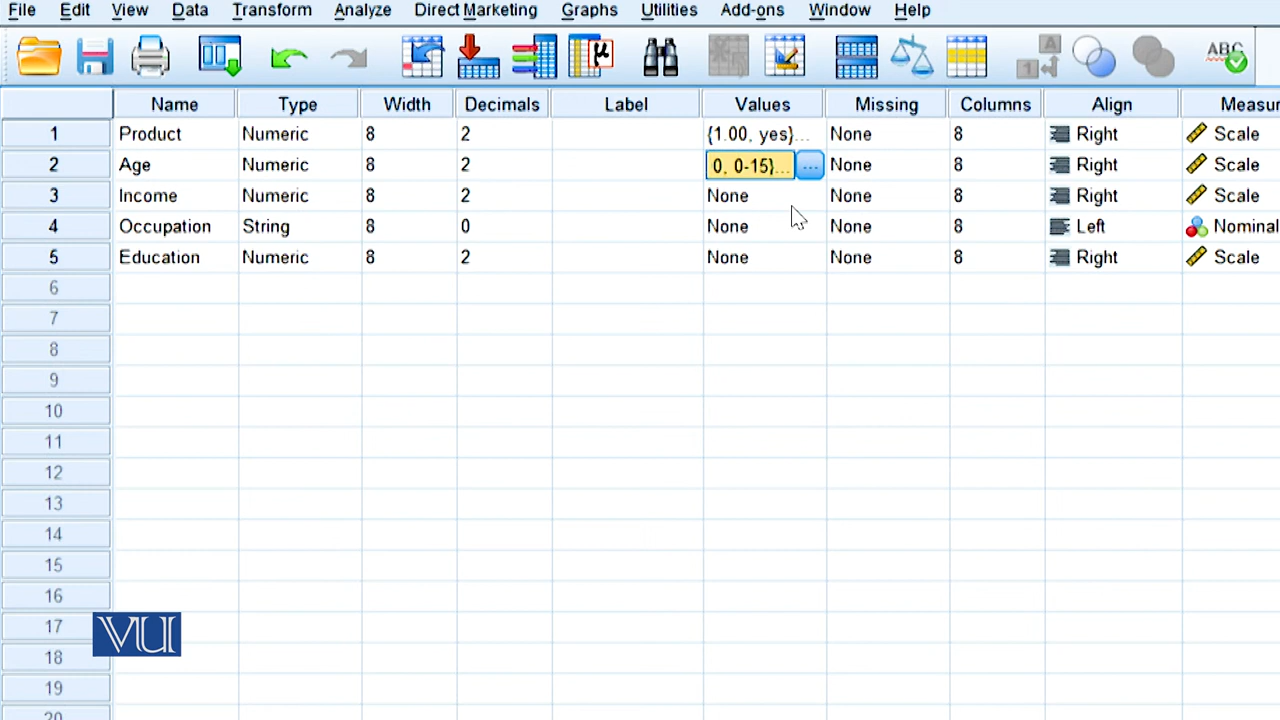 File Edit View Data Transform Analyze Direct Marketing Graphs Utilities Add-ons Window Help
μ A 1 ABC
Name Type Width Decimals Label Values Missing Columns Align Measur
1 Product Numeric 8 2 {1.00, yes}... None 8 Right Scale
2 Age Numeric 8 2 0, 0-15}... ... None 8 Right Scale
3 Income Numeric 8 2 None None 8 Right Scale
4 Occupation String 8 0 None None 8 Left Nominal
5 Education Numeric 8 2 None None 8 Right Scale
6
7
8
9
10
11
12
13
14
15
16
17
VU
18
19
20